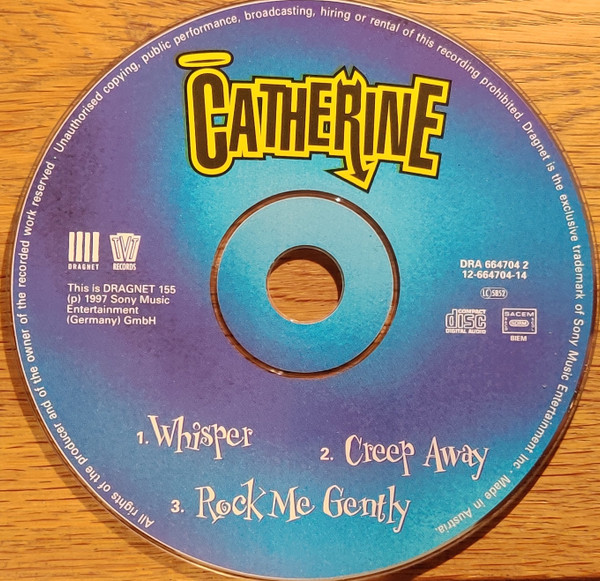 All rights of the producer and of the owner of the recorded work reserved · Unauthorised copying, public performance, broadcasting, hiring or rental of this recording prohibited. Dragnet is the exclusive trademark of Sony Music Entertainment Inc · Made in Austria.
CATHERINE
DRAGNET
RECORDS
This is DRAGNET 155
(p) 1997 Sony Music
Entertainment
(Germany) GmbH
DRA 664704 2
12-664704-14
LC 5852
COMPACT
disc
DIGITAL AUDIO
SACEM
BIEM
1. Whisper
2. Creep Away
3. Rock Me Gently